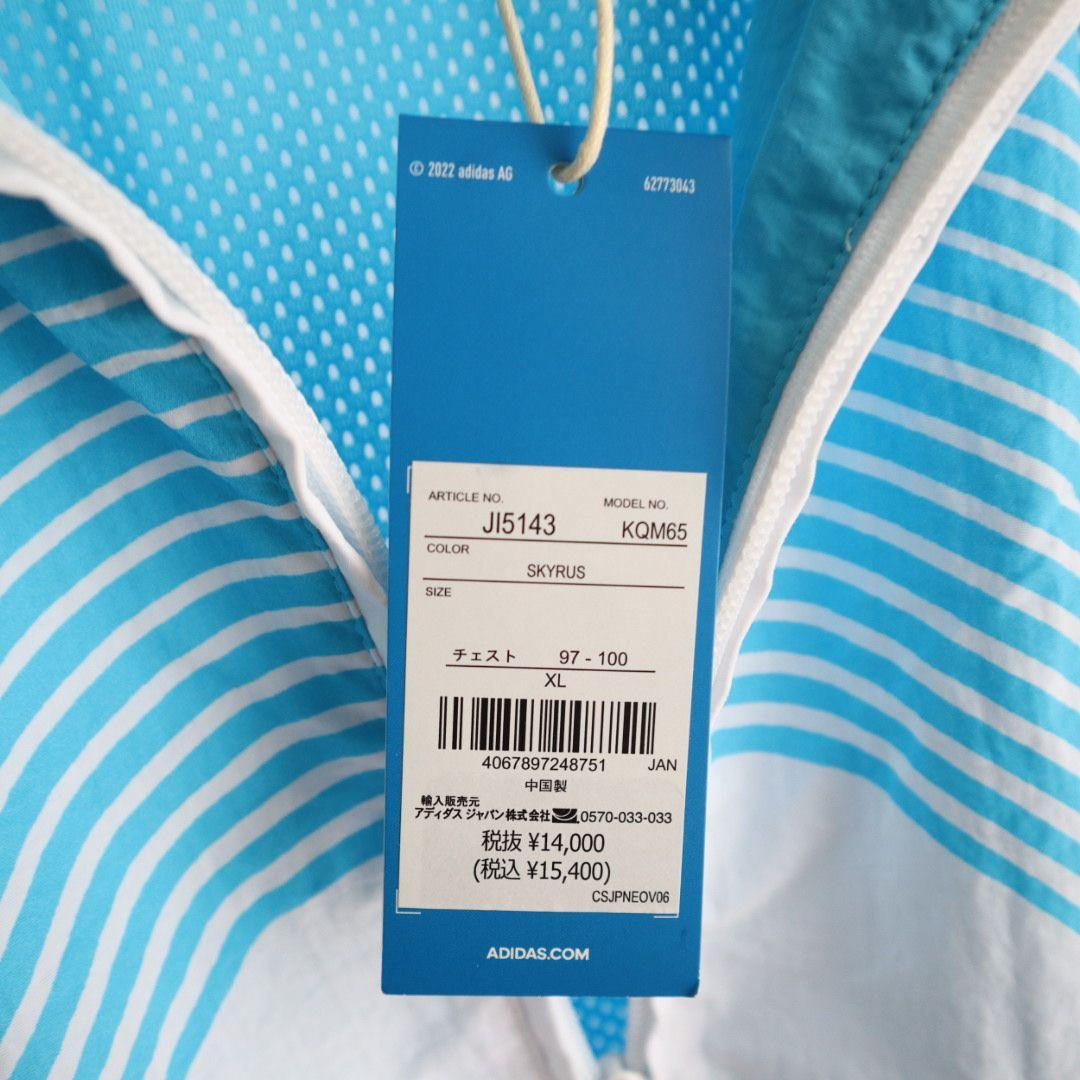 © 2022 adidas AG
62773043
ARTICLE NO.
MODEL NO.
JI5143
KQM65
COLOR
SKYRUS
SIZE
チェスト 97 - 100
XL
4067897248751 JAN
中国製
輸入販売元
アディダス ジャパン株式会社 0570-033-033
税抜 ¥14,000
(税込 ¥15,400)
CSJPNEOV06
ADIDAS.COM